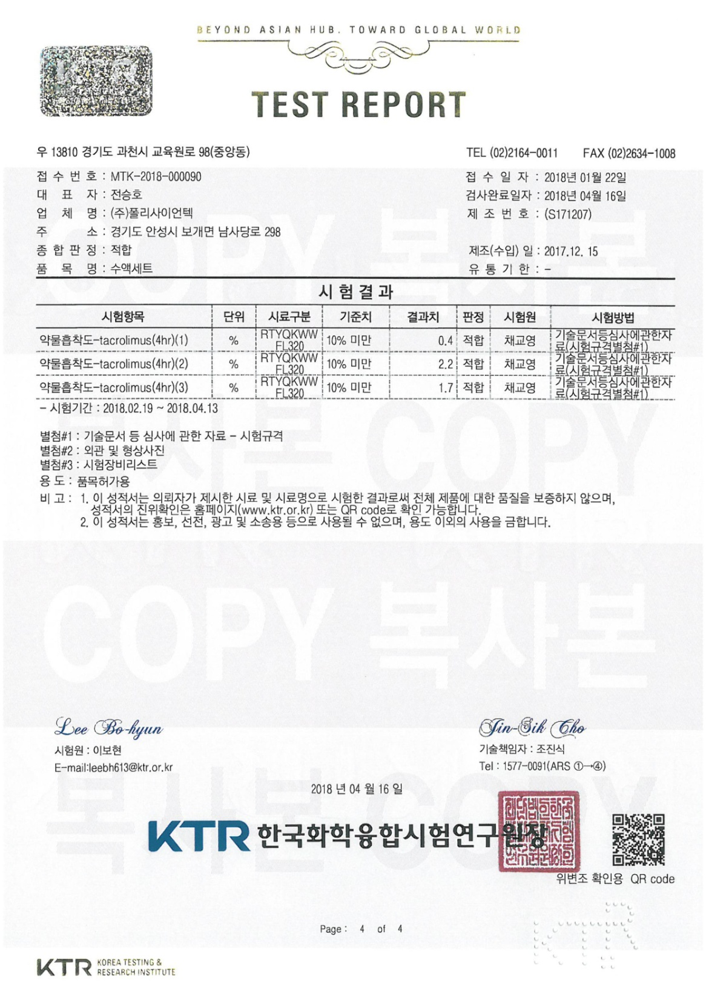 BEYOND ASIAN HUB. TOWARD GLOBAL WORLD
KTR
TEST REPORT
우 13810 경기도 과천시 교육원로 98(중앙동) TEL (02)2164-0011 FAX (02)2634-1008
접 수 번 호 : MTK-2018-000090 접 수 일 자 : 2018년 01월 22일
대 표 자 : 전승호 검사완료일자 : 2018년 04월 16일
업 체 명 : (주)폴리사이언텍 제 조 번 호 : (S171207)
주 소 : 경기도 안성시 보개면 남사당로 298
종 합 판 정 : 적합 제조(수입) 일 : 2017.12. 15
품 목 명 : 수액세트 유 통 기 한 : -
시 험 결 과
시험항목 단위 시료구분 기준치 결과치 판정 시험원 시험방법
약물흡착도-tacrolimus(4hr)(1) % RTYQKWW FL320 10% 미만 0.4 적합 채교영 기술문서등심사에관한자료(시험규격별첨#1)
약물흡착도-tacrolimus(4hr)(2) % RTYQKWW FL320 10% 미만 2.2 적합 채교영 기술문서등심사에관한자료(시험규격별첨#1)
약물흡착도-tacrolimus(4hr)(3) % RTYQKWW FL320 10% 미만 1.7 적합 채교영 기술문서등심사에관한자료(시험규격별첨#1)
- 시험기간 : 2018.02.19 ~ 2018.04.13
별첨#1 : 기술문서 등 심사에 관한 자료 - 시험규격
별첨#2 : 외관 및 형상사진
별첨#3 : 시험장비리스트
용 도 : 품목허가용
비 고 : 1. 이 성적서는 의뢰자가 제시한 시료 및 시료명으로 시험한 결과로써 전체 제품에 대한 품질을 보증하지 않으며,
성적서의 진위확인은 홈페이지(www.ktr.or.kr) 또는 QR code로 확인 가능합니다.
2. 이 성적서는 홍보, 선전, 광고 및 소송용 등으로 사용될 수 없으며, 용도 이외의 사용을 금합니다.
COPY 복사본
복사본 COPY
COPY 복사본
복사본 COPY
Lee Bo-hyun Jin-Sik Cho
시험원 : 이보현 기술책임자 : 조진식
E-mail:leebh613@ktr.or.kr Tel : 1577-0091(ARS ①→④)
2018 년 04 월 16 일
KTR 한국화학융합시험연구원장
위변조 확인용 QR code
KTR
Page : 4 of 4
KTR KOREA TESTING &
RESEARCH INSTITUTE